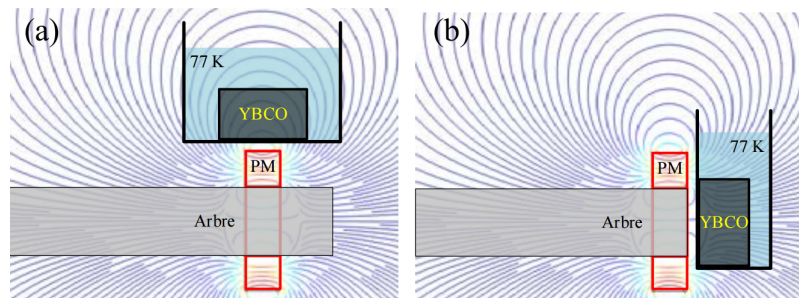 (a)
77 K
YBCO
PM
Arbre
(b)
77 K
PM
Arbre
YBCO